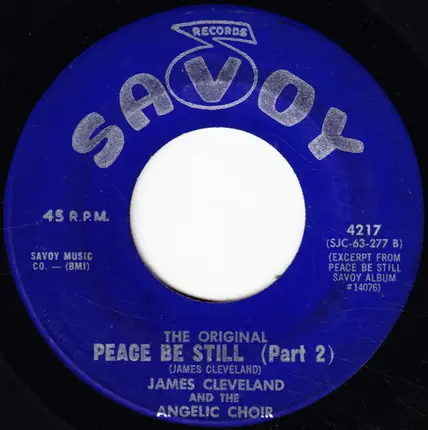 RECORDS
SAVOY
45 R.P.M.
SAVOY MUSIC
CO. — (BMI)
4217
(SJC-63-277 B)
(EXCERPT FROM
PEACE BE STILL
SAVOY ALBUM
#14076)
THE ORIGINAL
PEACE BE STILL (Part 2)
(JAMES CLEVELAND)
JAMES CLEVELAND
AND THE
ANGELIC CHOIR